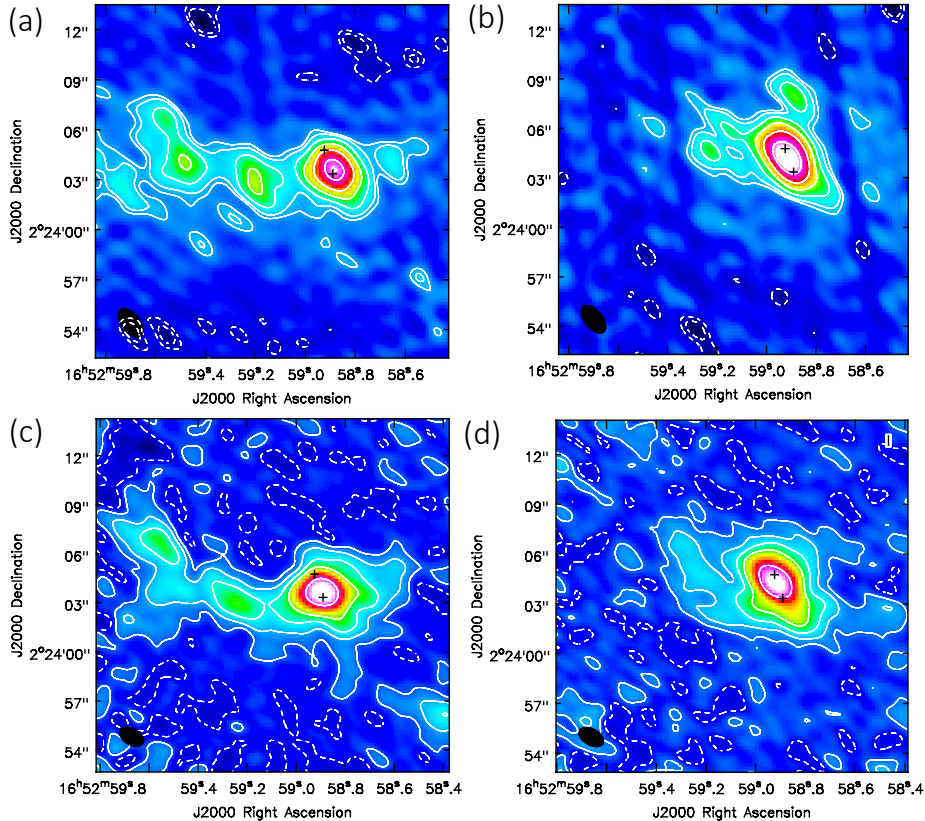 (a)
12''
09''
06''
03''
2°24'00''
57''
54''
16ʰ52ᵐ59ˢ.8 59ˢ.4 59ˢ.2 59ˢ.0 58ˢ.8 58ˢ.6
J2000 Right Ascension
J2000 Declination
(b)
12''
09''
06''
03''
2°24'00''
57''
54''
16ʰ52ᵐ59ˢ.8 59ˢ.4 59ˢ.2 59ˢ.0 58ˢ.8 58ˢ.6
J2000 Right Ascension
J2000 Declination
(c)
12''
09''
06''
03''
2°24'00''
57''
54''
16ʰ52ᵐ59ˢ.8 59ˢ.4 59ˢ.2 59ˢ.0 58ˢ.8 58ˢ.6 58ˢ.4
J2000 Right Ascension
J2000 Declination
(d)
12''
09''
06''
03''
2°24'00''
57''
54''
16ʰ52ᵐ59ˢ.8 59ˢ.4 59ˢ.2 59ˢ.0 58ˢ.8 58ˢ.6 58ˢ.4
J2000 Right Ascension
J2000 Declination